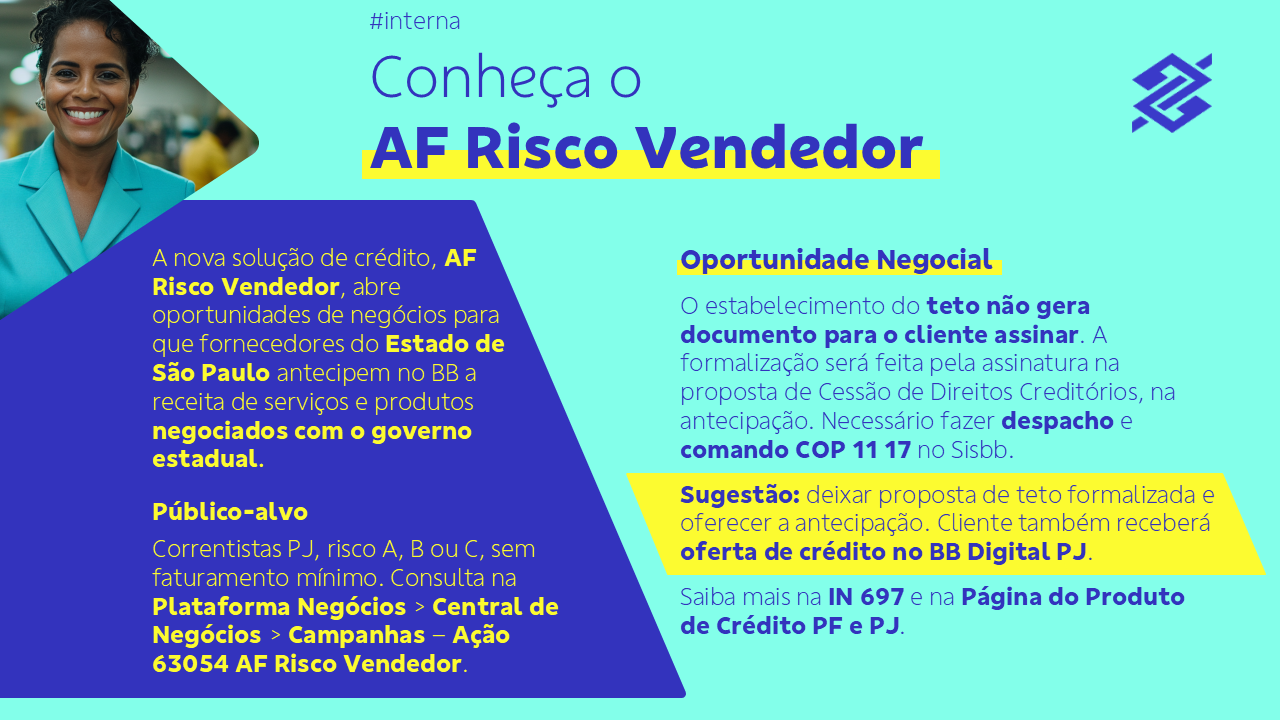 #interna
Conheça o
AF Risco Vendedor
A nova solução de crédito, AF
Risco Vendedor, abre
oportunidades de negócios para
que fornecedores do Estado de
São Paulo antecipem no BB a
receita de serviços e produtos
negociados com o governo
estadual.
Público-alvo
Correntistas PJ, risco A, B ou C, sem
faturamento mínimo. Consulta na
Plataforma Negócios > Central de
Negócios > Campanhas – Ação
63054 AF Risco Vendedor.
Oportunidade Negocial
O estabelecimento do teto não gera
documento para o cliente assinar. A
formalização será feita pela assinatura na
proposta de Cessão de Direitos Creditórios, na
antecipação. Necessário fazer despacho e
comando COP 11 17 no Sisbb.
Sugestão: deixar proposta de teto formalizada e
oferecer a antecipação. Cliente também receberá
oferta de crédito no BB Digital PJ.
Saiba mais na IN 697 e na Página do Produto
de Crédito PF e PJ.